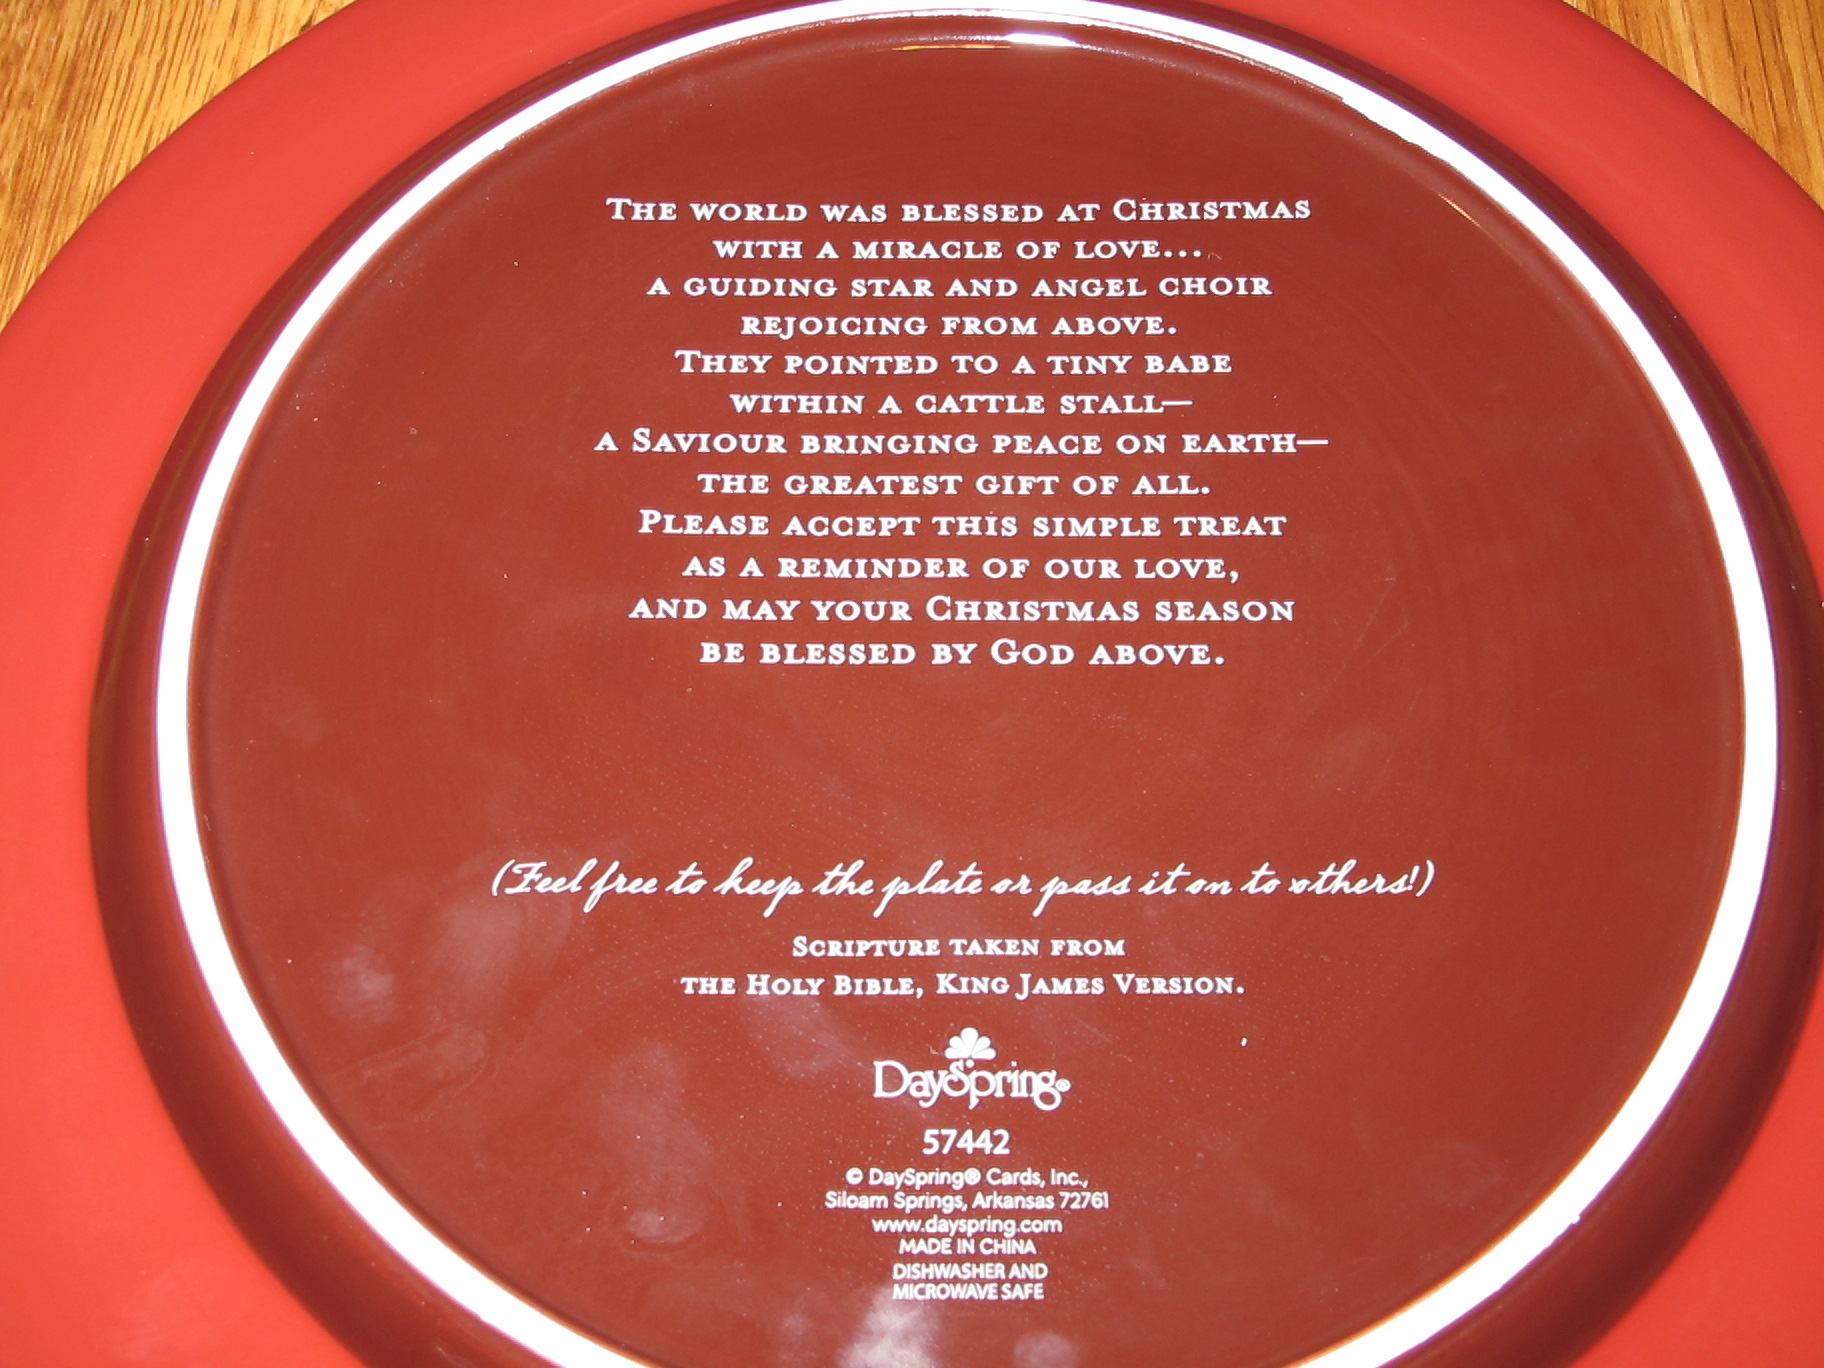 The world was blessed at Christmas
with a miracle of love...
a guiding star and angel choir
rejoicing from above.
They pointed to a tiny babe
within a cattle stall—
a Saviour bringing peace on earth—
the greatest gift of all.
Please accept this simple treat
as a reminder of our love,
and may your Christmas season
be blessed by God above.
(Feel free to keep the plate or pass it on to others!)
Scripture taken from
the Holy Bible, King James Version.
DaySpring®
57442
© DaySpring® Cards, Inc.,
Siloam Springs, Arkansas 72761
www.dayspring.com
MADE IN CHINA
DISHWASHER AND
MICROWAVE SAFE